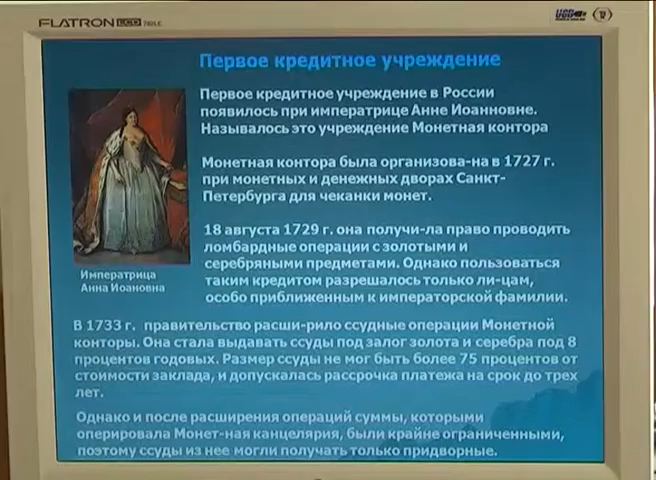 FLATRON LCD
Первое кредитное учреждение
Первое кредитное учреждение в России
появилось при императрице Анне Иоанновне.
Называлось это учреждение Монетная контора
Монетная контора была организова-на в 1727 г.
при монетных и денежных дворах Санкт-
Петербурга для чеканки монет.
18 августа 1729 г. она получи-ла право проводить
ломбардные операции с золотыми и
серебряными предметами. Однако пользоваться
таким кредитом разрешалось только ли-цам,
особо приближенным к императорской фамилии.
Императрица
Анна Иоановна
В 1733 г. правительство расши-рило ссудные операции Монетной
конторы. Она стала выдавать ссуды под залог золота и серебра под 8
процентов годовых. Размер ссуды не мог быть более 75 процентов от
стоимости заклада, и допускалась рассрочка платежа на срок до трех
лет.
Однако и после расширения операций суммы, которыми
оперировала Монет-ная канцелярия, были крайне ограниченными,
поэтому ссуды из нее могли получать только придворные.